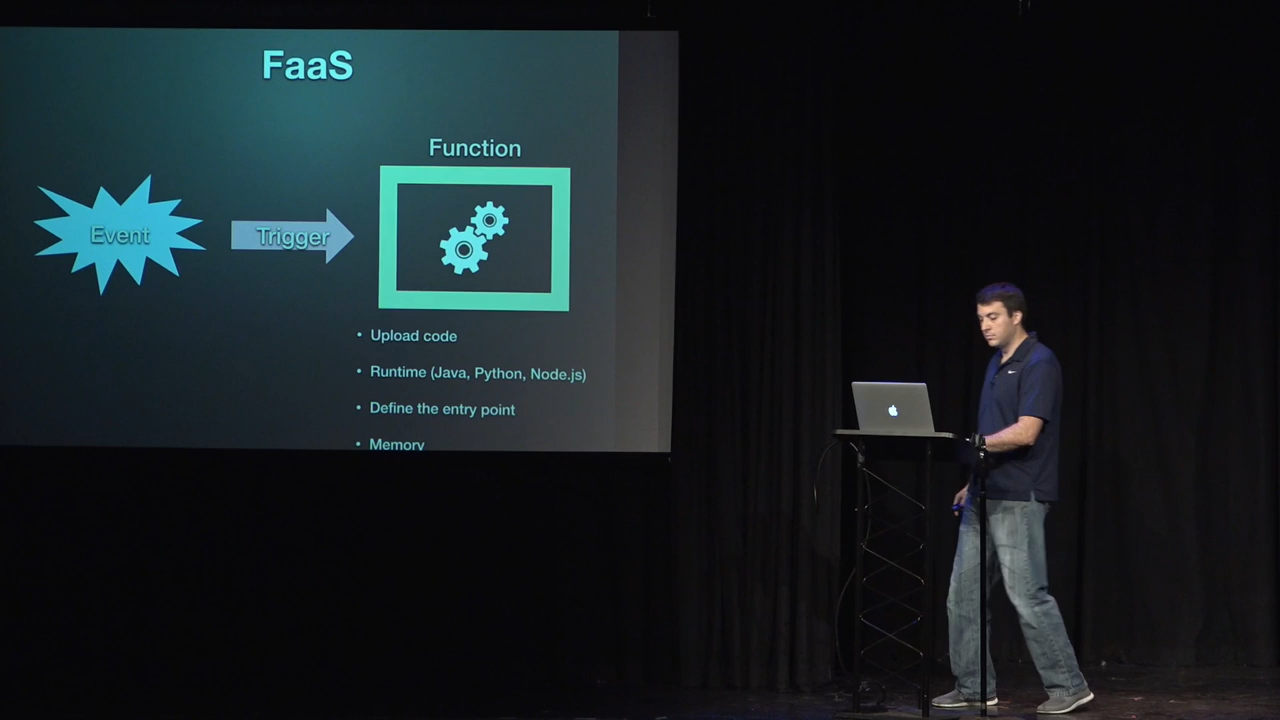 FaaS
Function
Event
Trigger
• Upload code
• Runtime (Java, Python, Node.js)
• Define the entry point
• Memory